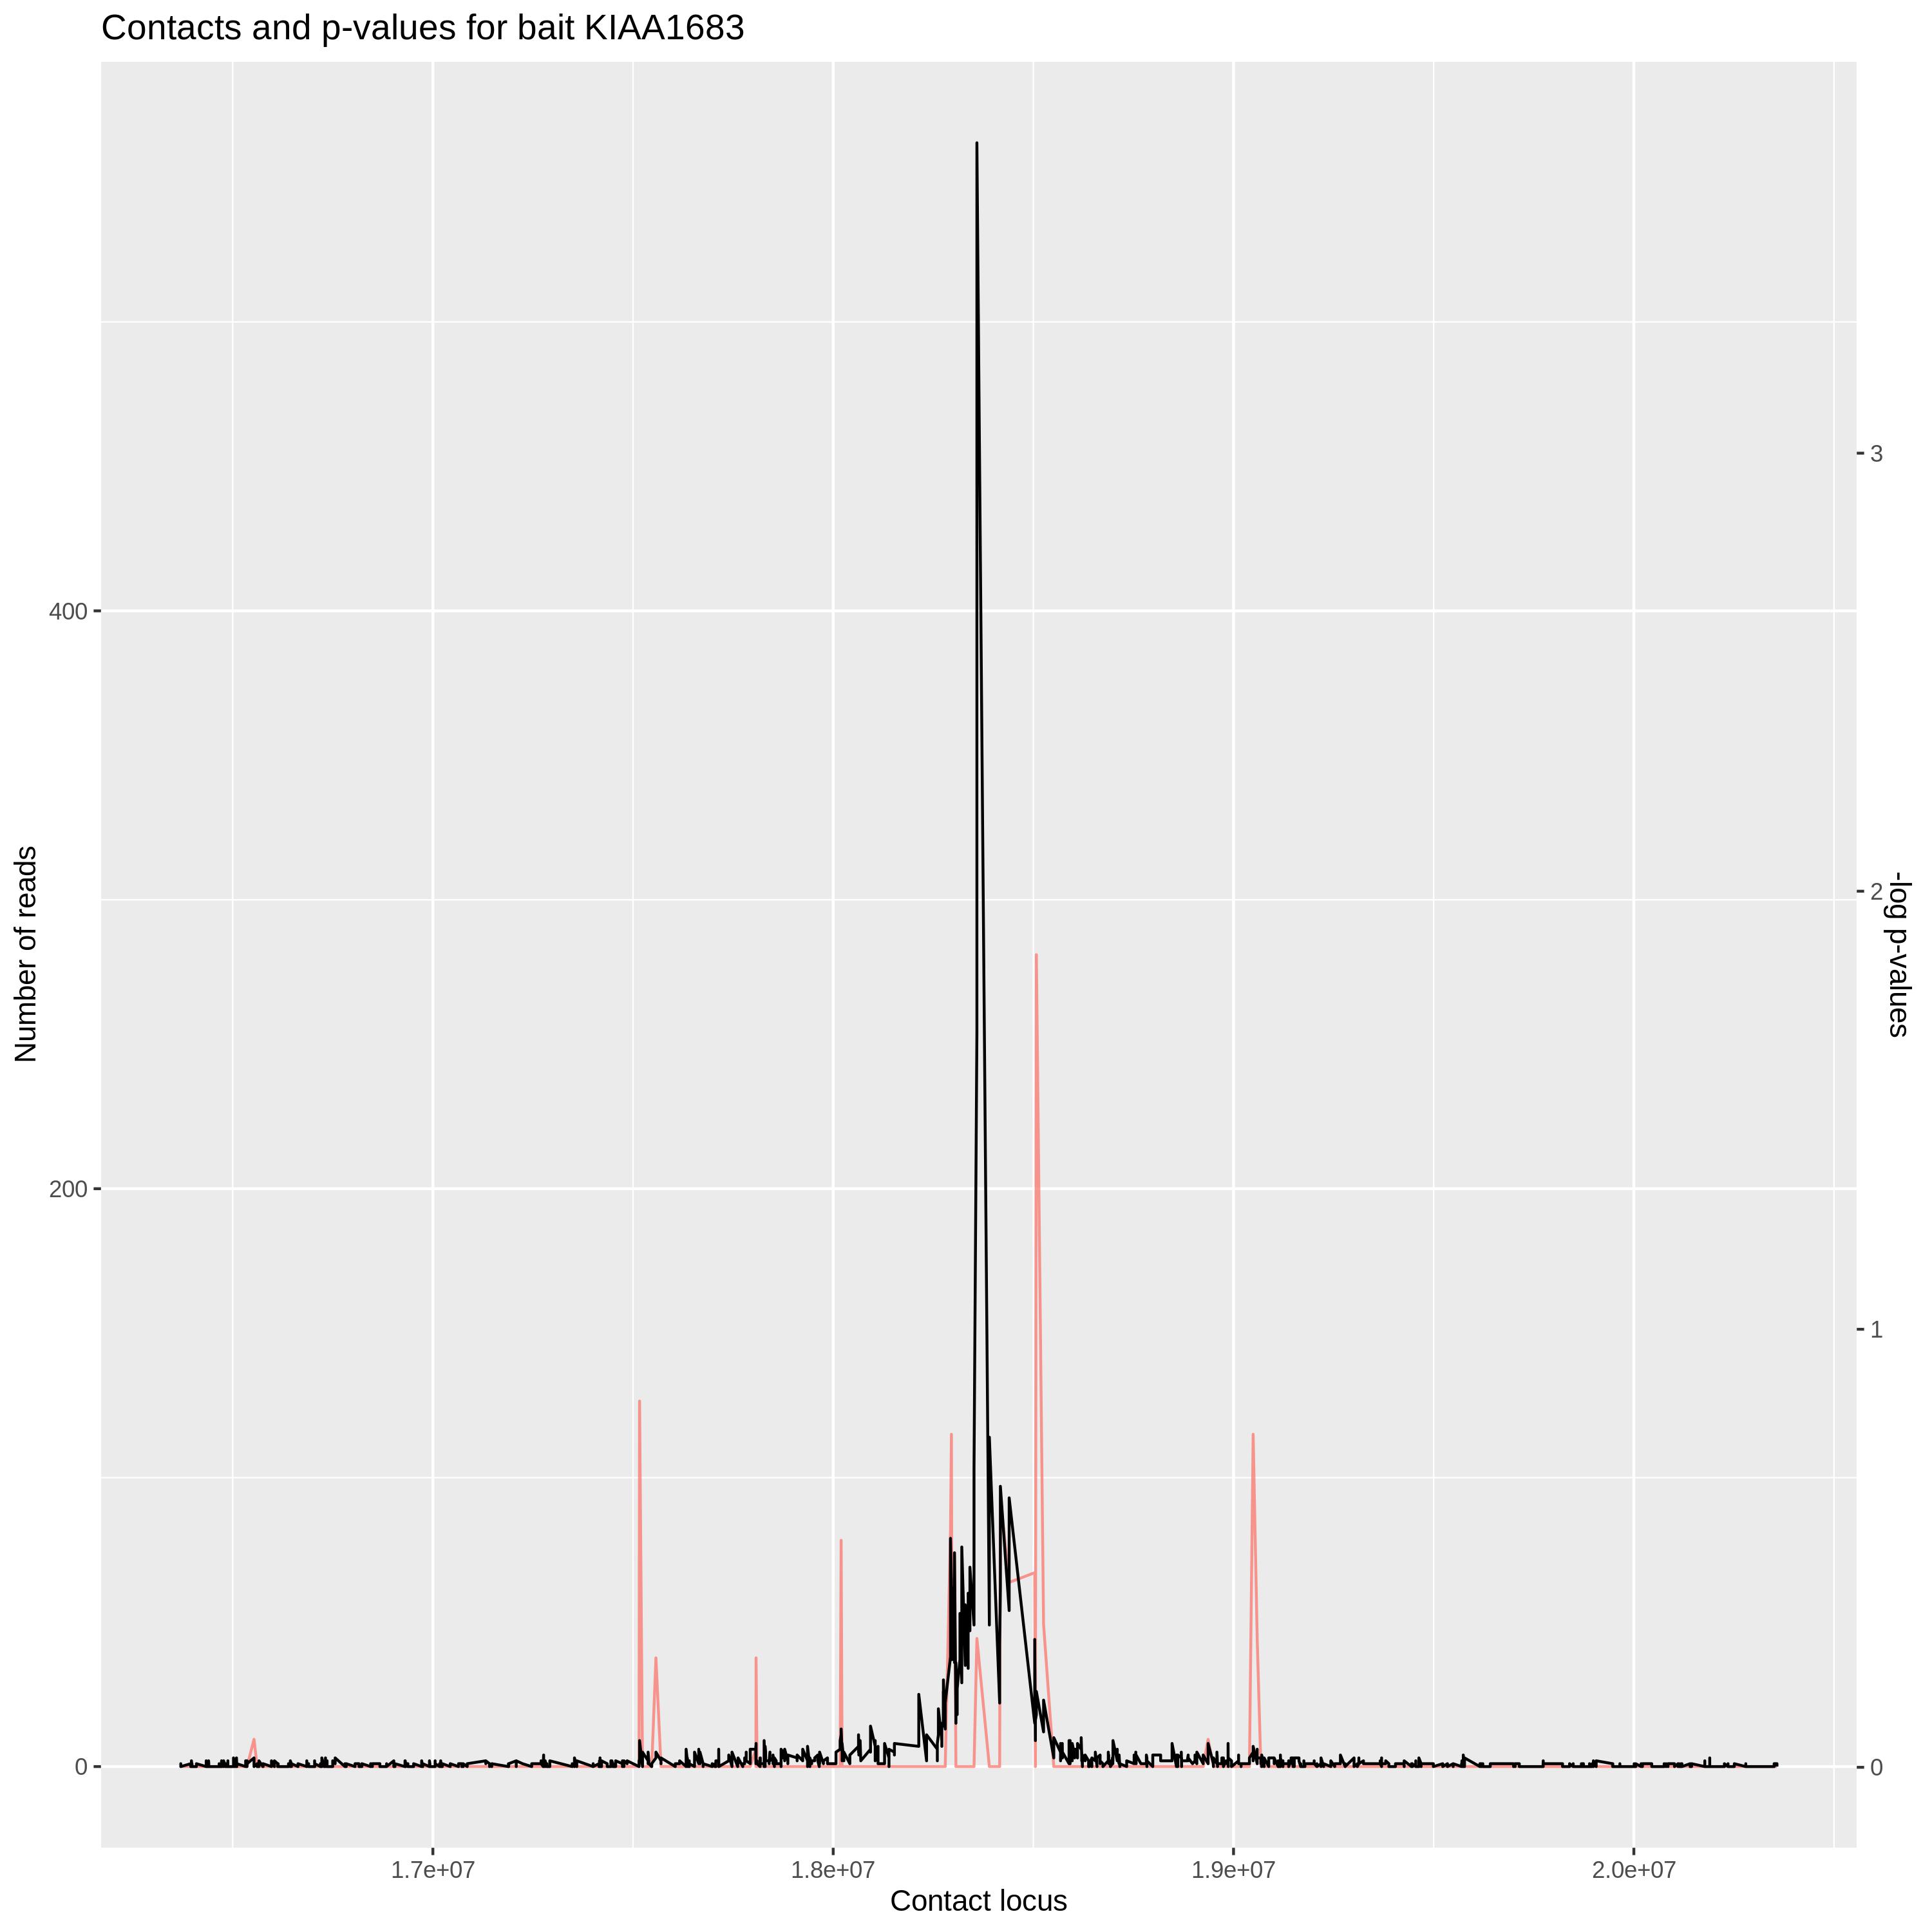 Contacts and p-values for bait KIAA1683
Number of reads
400
200
0
3
2
1
0
-log p-values
1.7e+07 1.8e+07 1.9e+07 2.0e+07
Contact locus